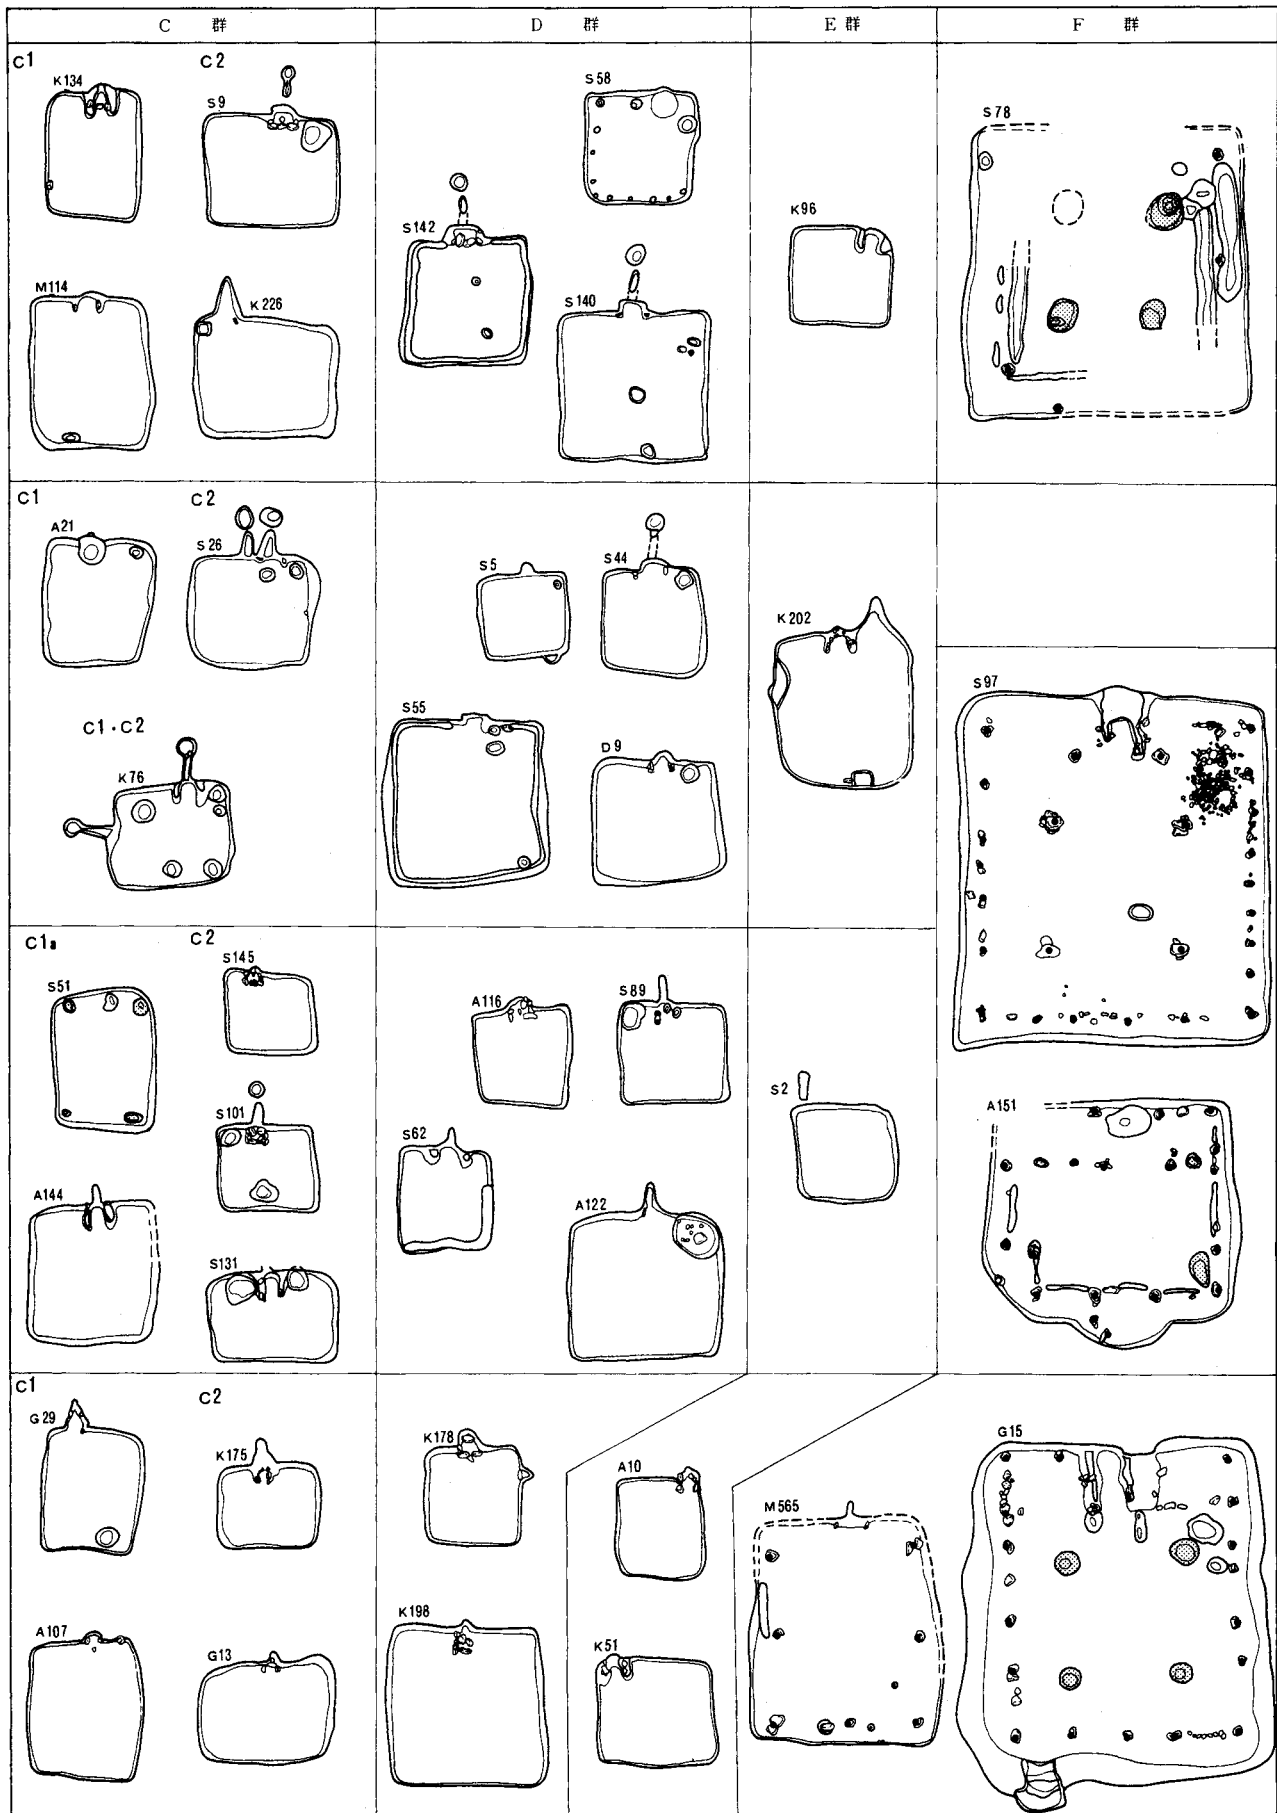 C 群 D 群 E 群 F 群
C1 C2
K134
S9
S58
S78
S142
K96
M114
K226
S140
C1 C2
A21
S26
S5
S44
K202
C1・C2
K76
S55
D9
S97
C1a C2
S51
S145
A116
S89
S2
S101
A151
S62
A144
A122
S131
C1 C2
G29
K175
K178
A10
M565
G15
A107
G13
K198
K51